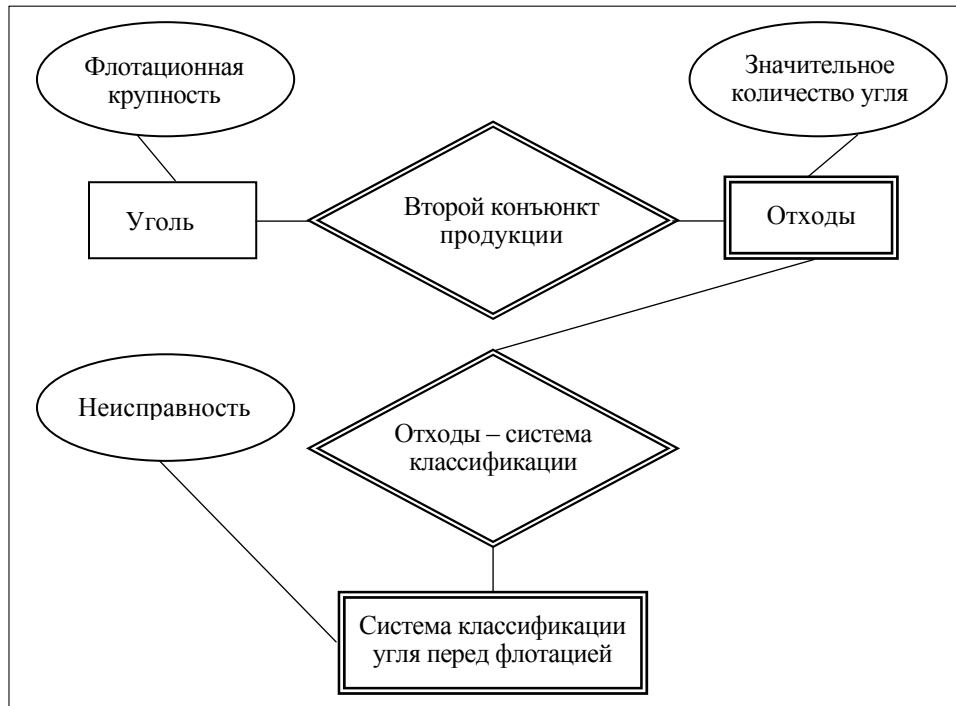 Флотационная
крупность
Значительное
количество угля
Уголь
Второй конъюнкт
продукции
Отходы
Неисправность
Отходы – система
классификации
Система классификации
угля перед флотацией